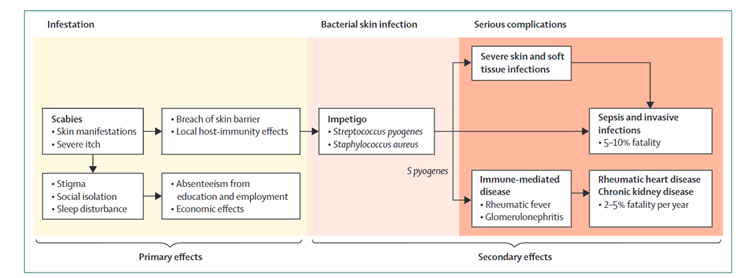 Infestation
Bacterial skin infection
Serious complications
Severe skin and soft
tissue infections
Scabies
• Skin manifestations
• Severe itch
• Breach of skin barrier
• Local host-immunity effects
Impetigo
• Streptococcus pyogenes
• Staphylococcus aureus
Sepsis and invasive
infections
• 5–10% fatality
S pyogenes
• Stigma
• Social isolation
• Sleep disturbance
• Absenteeism from
education and employment
• Economic effects
Immune-mediated
disease
• Rheumatic fever
• Glomerulonephritis
Rheumatic heart disease
Chronic kidney disease
• 2–5% fatality per year
Primary effects
Secondary effects